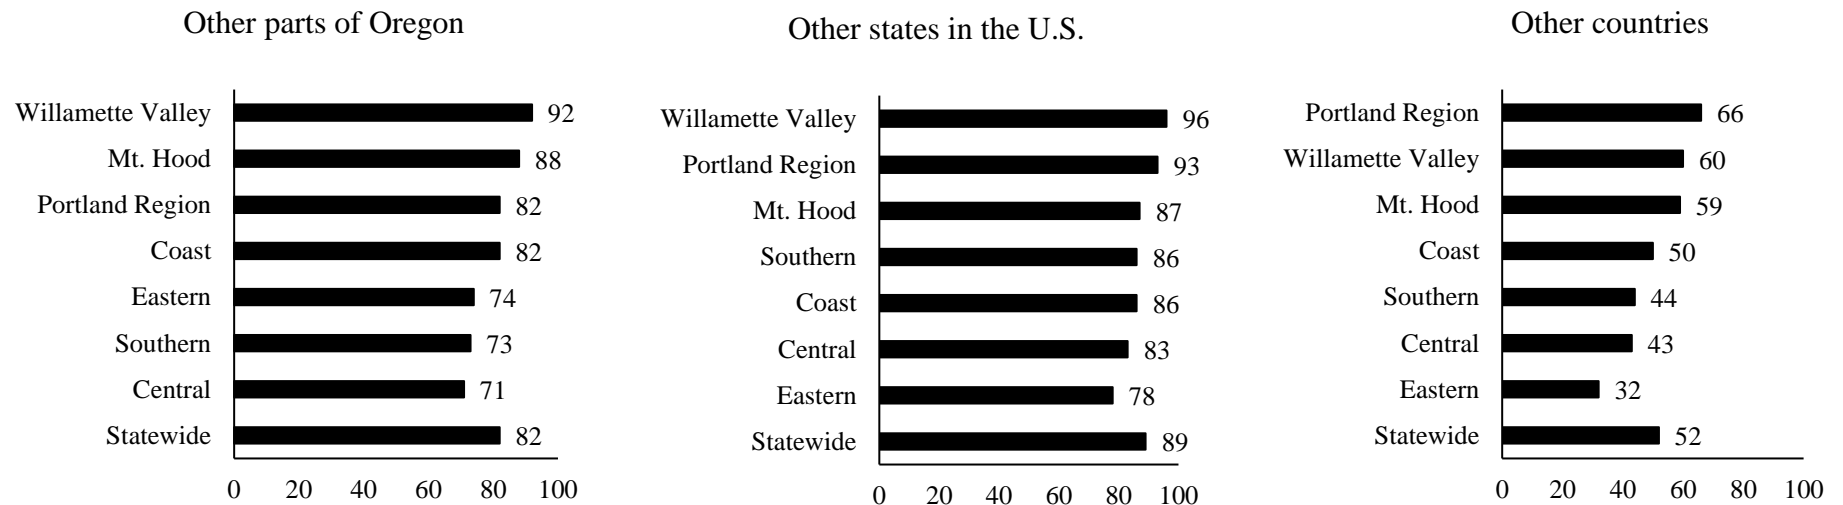 Other parts of Oregon
Willamette Valley 92
Mt. Hood 88
Portland Region 82
Coast 82
Eastern 74
Southern 73
Central 71
Statewide 82
0 20 40 60 80 100
Other states in the U.S.
Willamette Valley 96
Portland Region 93
Mt. Hood 87
Southern 86
Coast 86
Central 83
Eastern 78
Statewide 89
0 20 40 60 80 100
Other countries
Portland Region 66
Willamette Valley 60
Mt. Hood 59
Coast 50
Southern 44
Central 43
Eastern 32
Statewide 52
0 20 40 60 80 100